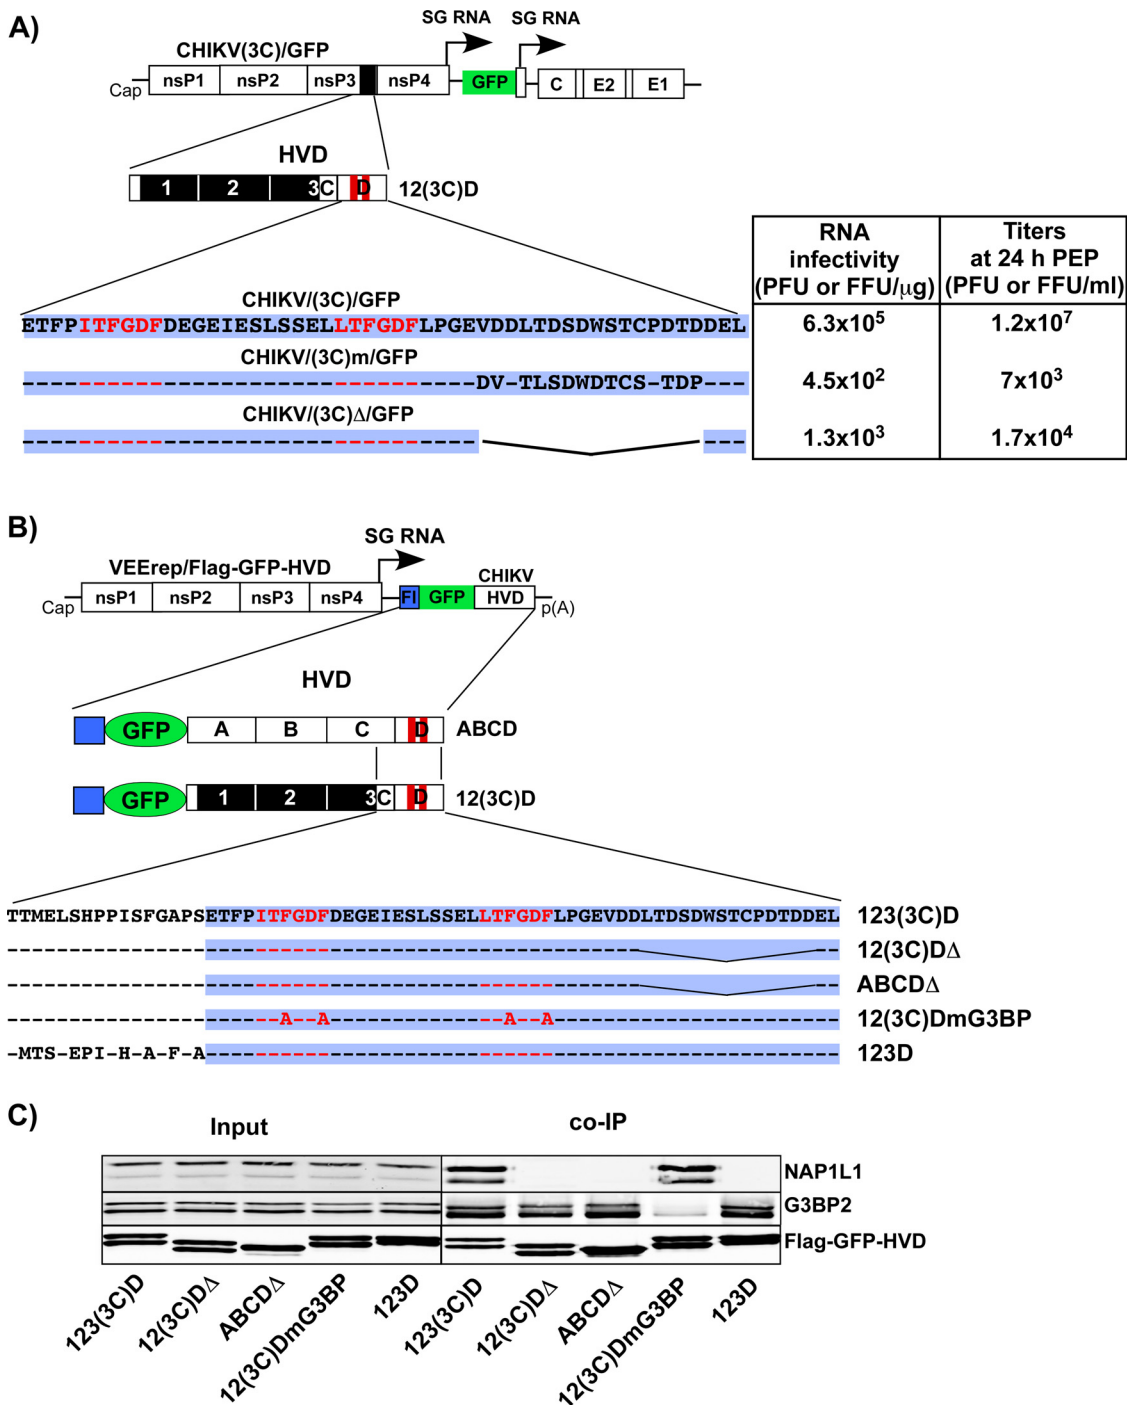 A)
SG RNA
SG RNA
CHIKV(3C)/GFP
Cap
nsP1 nsP2 nsP3 nsP4 GFP C E2 E1
HVD
1 2 3 C D 12(3C)D
RNA infectivity (PFU or FFU/μg)
Titers at 24 h PEP (PFU or FFU/ml)
CHIKV/(3C)/GFP
ETFPITFGDFDEGEIESLSSELLTFGDFLPGEVDDLTDSDWSTCPDTDDEL
6.3x10⁵ 1.2x10⁷
CHIKV/(3C)m/GFP
--------------------------------DV-TLSDWDTCS-TDP---
4.5x10² 7x10³
CHIKV/(3C)Δ/GFP
1.3x10³ 1.7x10⁴
B)
SG RNA
VEErep/Flag-GFP-HVD
CHIKV
Cap
nsP1 nsP2 nsP3 nsP4 Fl GFP HVD
p(A)
HVD
GFP A B C D ABCD
GFP 1 2 3 C D 12(3C)D
TTMELSHPPISFGAPSETFPITFGDFDEGEIESLSSELLTFGDFLPGEVDDLTDSDWSTCPDTDDEL 123(3C)D
12(3C)DΔ
ABCDΔ
A--A A--A 12(3C)DmG3BP
-MTS-EPI-H-A-F-A 123D
C)
Input
co-IP
NAP1L1
G3BP2
Flag-GFP-HVD
123(3C)D
12(3C)DΔ
ABCDΔ
12(3C)DmG3BP
123D
123(3C)D
12(3C)DΔ
ABCDΔ
12(3C)DmG3BP
123D